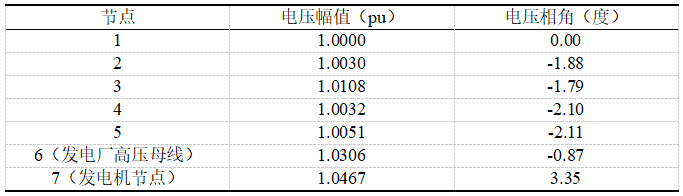 节点 电压幅值（pu） 电压相角（度）
1 1.0000 0.00
2 1.0030 -1.88
3 1.0108 -1.79
4 1.0032 -2.10
5 1.0051 -2.11
6（发电厂高压母线） 1.0306 -0.87
7（发电机节点） 1.0467 3.35